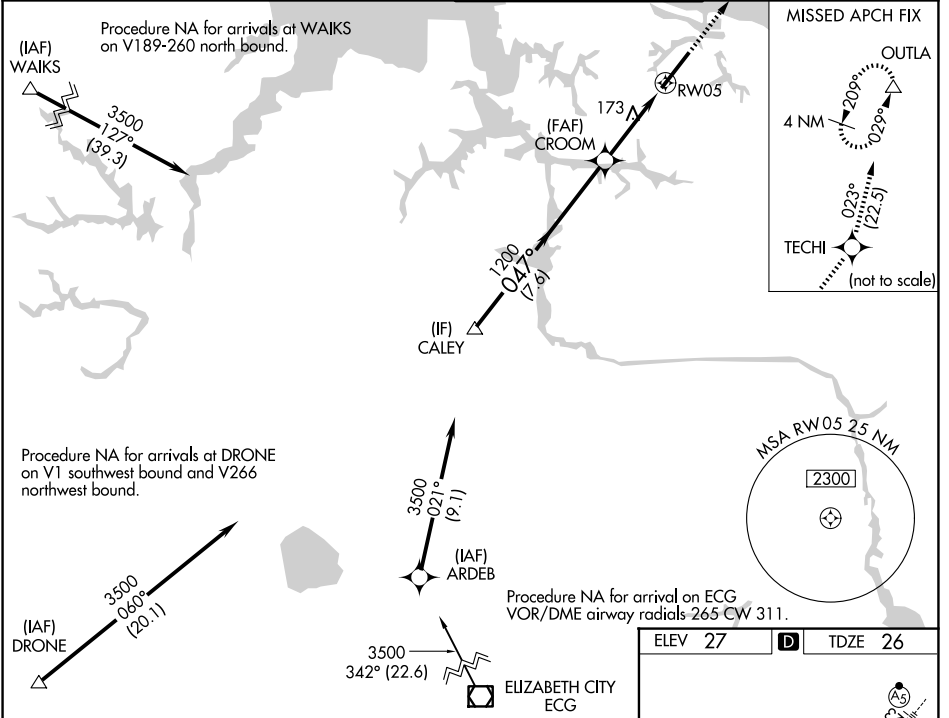 Procedure NA for arrivals at WAIKS
on V189-260 north bound.
(IAF)
WAIKS
3500
127°
(39.3)
MISSED APCH FIX
OUTLA
209°
029°
4 NM
023°
(22.5)
TECHI
(not to scale)
RW05
173
(FAF)
CROOM
1200
047°
(7.6)
(IF)
CALEY
Procedure NA for arrivals at DRONE
on V1 southwest bound and V266
northwest bound.
3500
021°
(9.1)
(IAF)
ARDEB
MSA RW05 25 NM
2300
3500
060°
(20.1)
(IAF)
DRONE
Procedure NA for arrival on ECG
VOR/DME airway radials 265 CW 311.
3500
342° (22.6)
ELIZABETH CITY
ECG
ELEV 27 D TDZE 26
A5